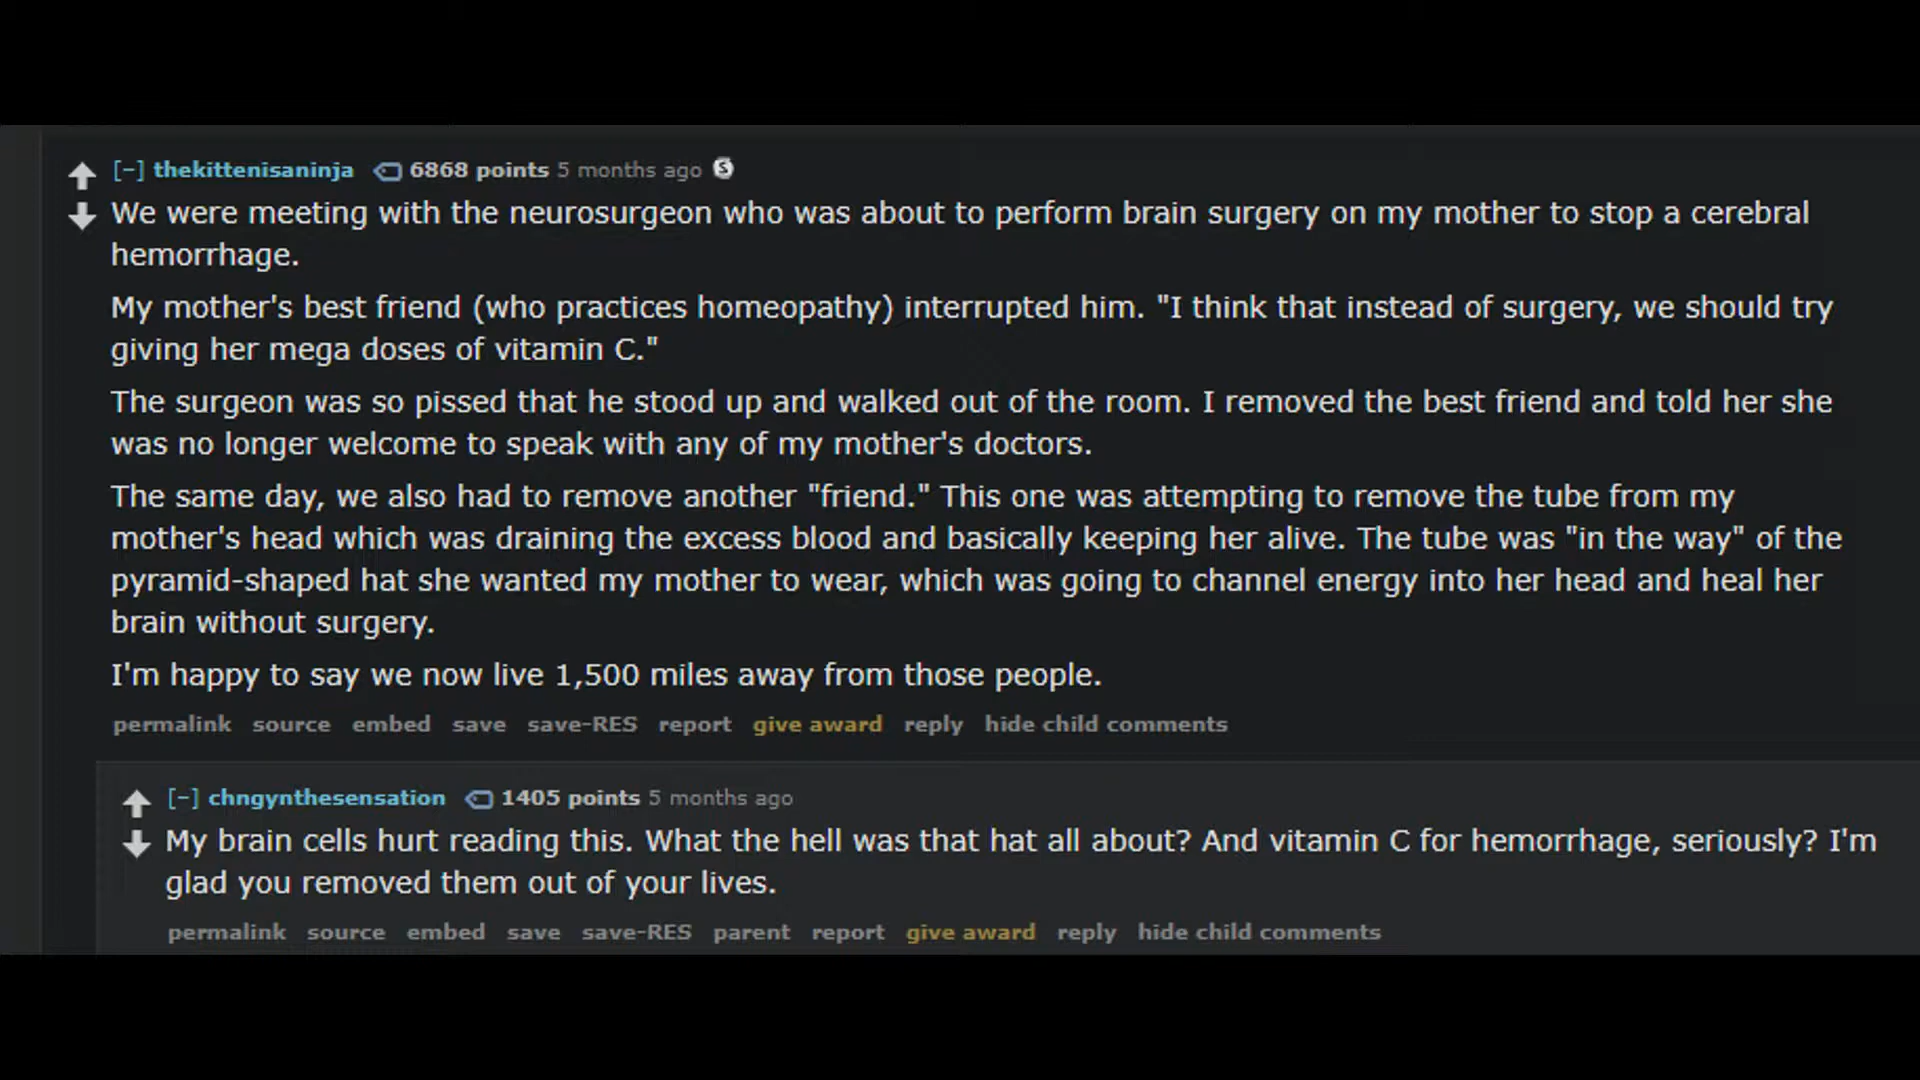 [–] thekittenisaninja 6868 points 5 months ago S
We were meeting with the neurosurgeon who was about to perform brain surgery on my mother to stop a cerebral
hemorrhage.
My mother's best friend (who practices homeopathy) interrupted him. "I think that instead of surgery, we should try
giving her mega doses of vitamin C."
The surgeon was so pissed that he stood up and walked out of the room. I removed the best friend and told her she
was no longer welcome to speak with any of my mother's doctors.
The same day, we also had to remove another "friend." This one was attempting to remove the tube from my
mother's head which was draining the excess blood and basically keeping her alive. The tube was "in the way" of the
pyramid-shaped hat she wanted my mother to wear, which was going to channel energy into her head and heal her
brain without surgery.
I'm happy to say we now live 1,500 miles away from those people.
permalink source embed save save-RES report give award reply hide child comments
[–] chngynthesensation 1405 points 5 months ago
My brain cells hurt reading this. What the hell was that hat all about? And vitamin C for hemorrhage, seriously? I'm
glad you removed them out of your lives.
permalink source embed save save-RES parent report give award reply hide child comments